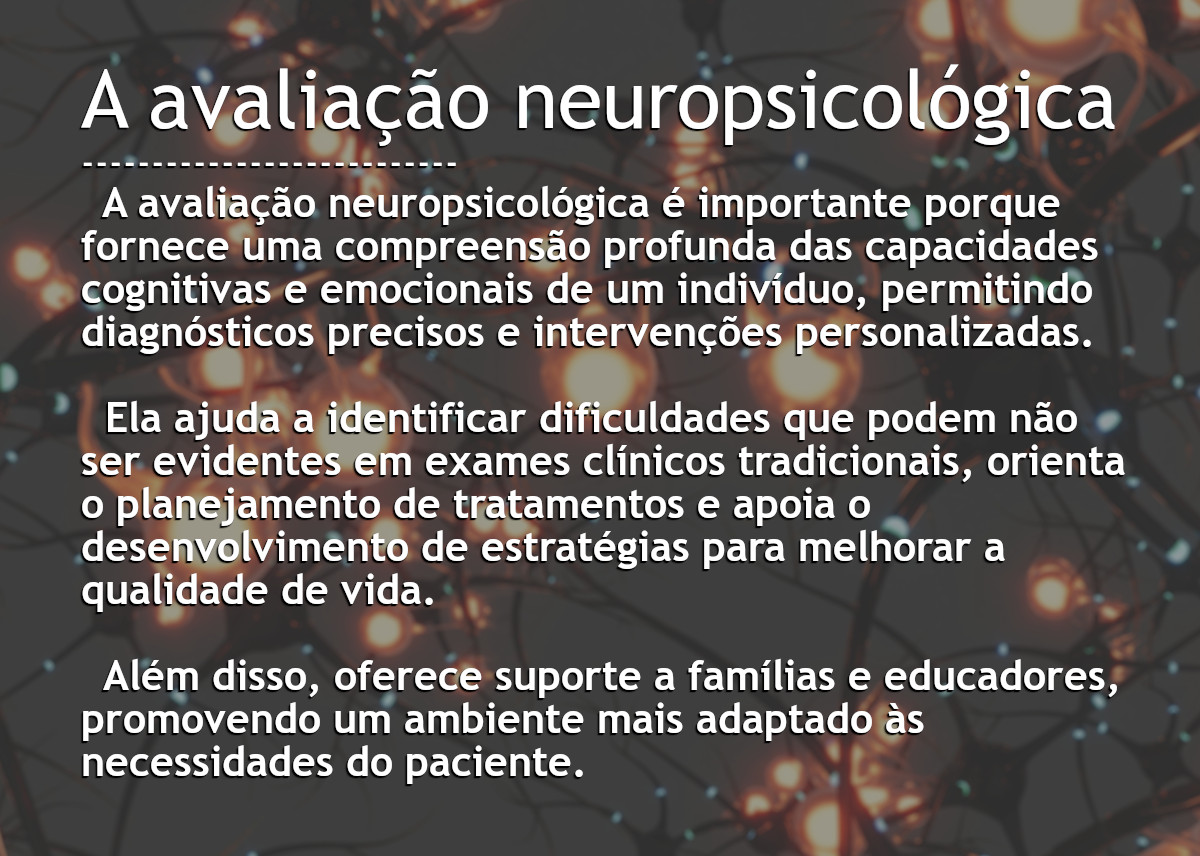 A avaliação neuropsicológica
---------------------------
A avaliação neuropsicológica é importante porque
fornece uma compreensão profunda das capacidades
cognitivas e emocionais de um indivíduo, permitindo
diagnósticos precisos e intervenções personalizadas.
Ela ajuda a identificar dificuldades que podem não
ser evidentes em exames clínicos tradicionais, orienta
o planejamento de tratamentos e apoia o
desenvolvimento de estratégias para melhorar a
qualidade de vida.
Além disso, oferece suporte a famílias e educadores,
promovendo um ambiente mais adaptado às
necessidades do paciente.